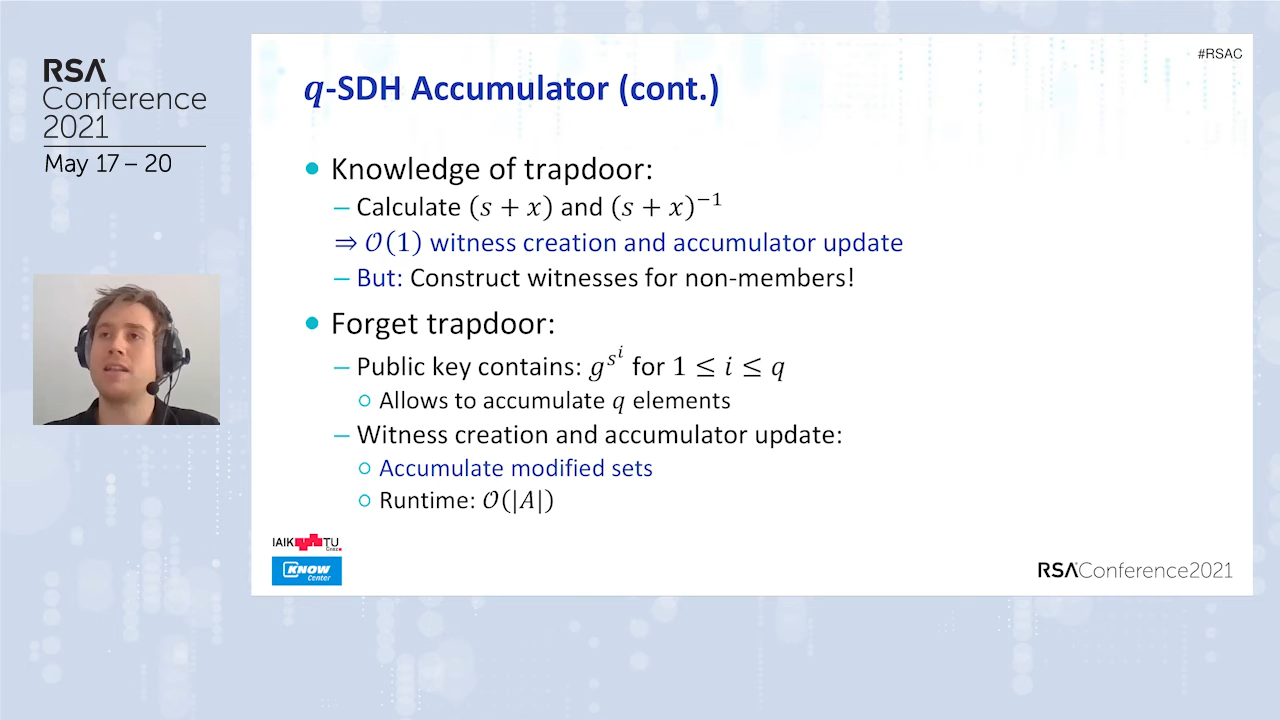 RSA
Conference
2021
May 17 – 20
#RSAC
q-SDH Accumulator (cont.)
• Knowledge of trapdoor:
– Calculate (s + x) and (s + x)⁻¹
⇒ 𝒪(1) witness creation and accumulator update
– But: Construct witnesses for non-members!
• Forget trapdoor:
– Public key contains: g^{s^i} for 1 ≤ i ≤ q
○ Allows to accumulate q elements
– Witness creation and accumulator update:
○ Accumulate modified sets
○ Runtime: 𝒪(|A|)
IAIK TU
Graz
KNOW
Center
RSAConference2021